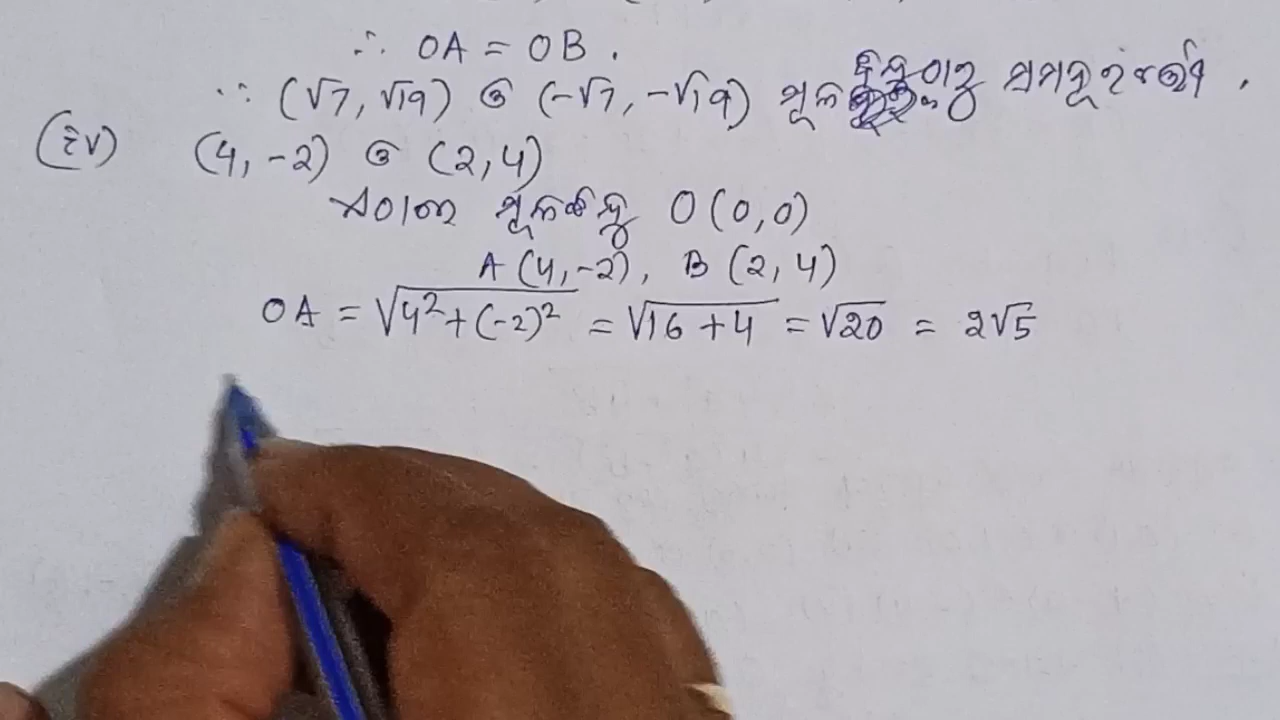 ∴ OA = OB .
∵ (√7, √19) ଓ (-√7, -√19) ମୂଳବିନ୍ଦୁଠାରୁ ସମଦୂରବର୍ତ୍ତୀ .
(iv) (4, -2) ଓ (2, 4)
ଏଠାରେ ମୂଳବିନ୍ଦୁ O (0,0)
A (4,-2), B (2, 4)
OA = √4²+(-2)² = √16 +4 = √20 = 2√5